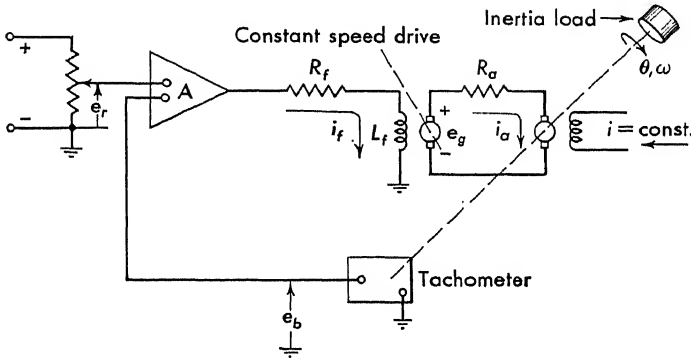 Inertia load
Constant speed drive
θ, ω
+
A
R_f
R_a
e_r
−
i_f
L_f
+
e_g
−
i_a
i = const.
Tachometer
e_b